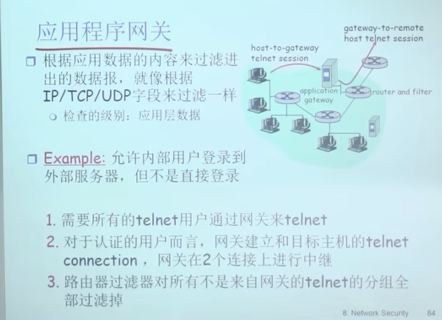 应用程序网关
根据应用数据的内容来过滤进
出的数据报，就像根据
IP/TCP/UDP字段来过滤一样
检查的级别：应用层数据
Example: 允许内部用户登录到
外部服务器，但不是直接登录
1. 需要所有的telnet用户通过网关来telnet
2. 对于认证的用户而言，网关建立和目标主机的telnet
connection ，网关在2个连接上进行中继
3. 路由器过滤器对所有不是来自网关的telnet的分组全
部过滤掉
gateway-to-remote
host telnet session
host-to-gateway
telnet session
application
gateway
router and filter
8: Network Security 84